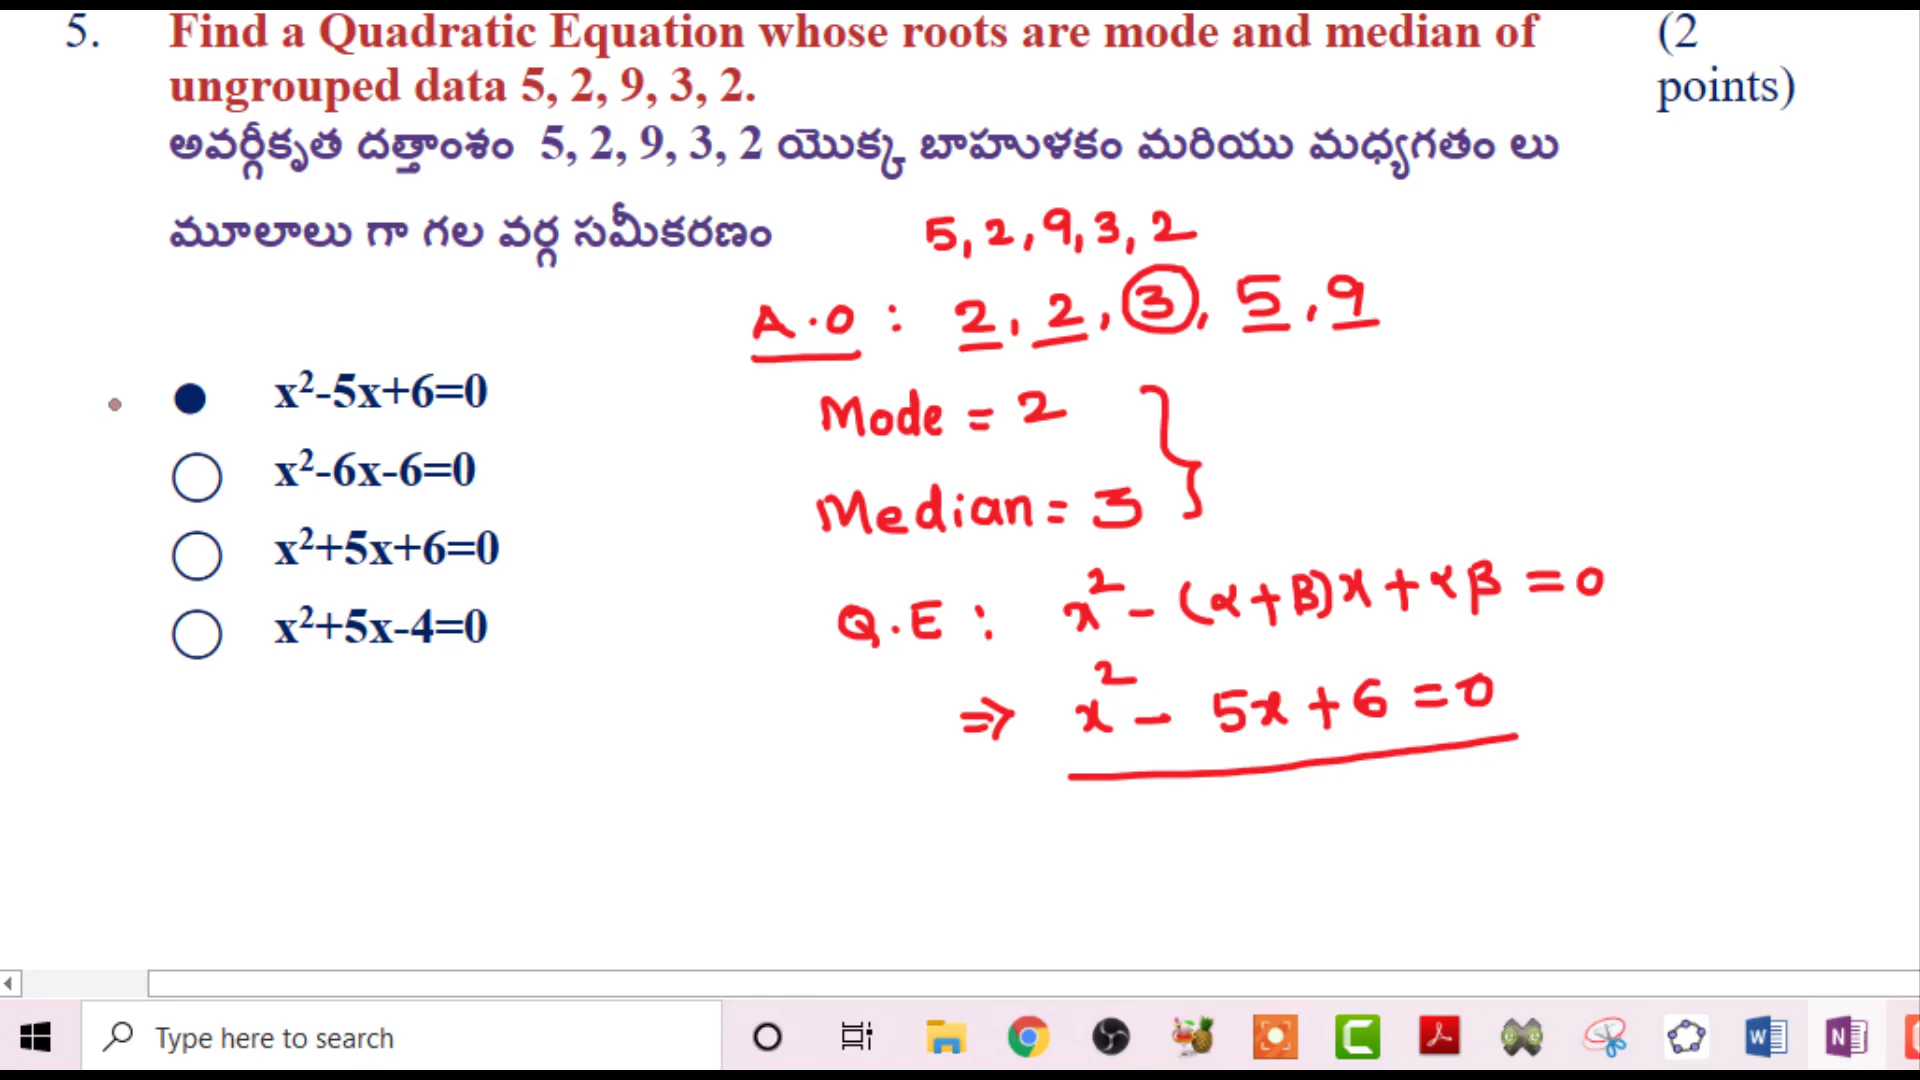 5. Find a Quadratic Equation whose roots are mode and median of (2
ungrouped data 5, 2, 9, 3, 2. points)
అవర్గీకృత దత్తాంశం 5, 2, 9, 3, 2 యొక్క బాహుళకం మరియు మధ్యగతం లు
మూలాలు గా గల వర్గ సమీకరణం
5, 2, 9, 3, 2
A.O : 2, 2, 3, 5, 9
x²-5x+6=0
x²-6x-6=0
x²+5x+6=0
x²+5x-4=0
Mode = 2
Median = 3
Q.E : x² - (α+β)x + αβ = 0
⇒ x² - 5x + 6 = 0
Type here to search